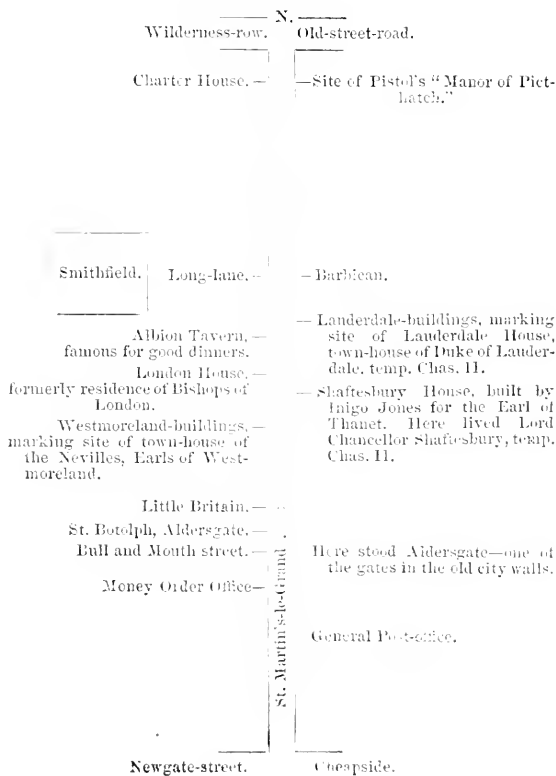 N.
Wilderness-row. Old-street-road.
Charter House. — — Site of Pistol's "Manor of Pict-
hatch."
Smithfield. Long-lane. — — Barbican.
— Lauderdale-buildings, marking
site of Lauderdale House,
town-house of Duke of Lauder-
dale, temp. Chas. II.
Albion Tavern, —
famous for good dinners.
London House, —
formerly residence of Bishops of
London.
— Shaftesbury House, built by
Inigo Jones for the Earl of
Thanet. Here lived Lord
Chancellor Shaftesbury, temp.
Chas. II.
Westmoreland-buildings, —
marking site of town-house of
the Nevilles, Earls of West-
moreland.
Little Britain. —
St. Botolph, Aldersgate. —
Bull and Mouth street. —
Here stood Aldersgate—one of
the gates in the old city walls.
Money Order Office—
St. Martin's-le-Grand
General Post-office.
Newgate-street. Cheapside.